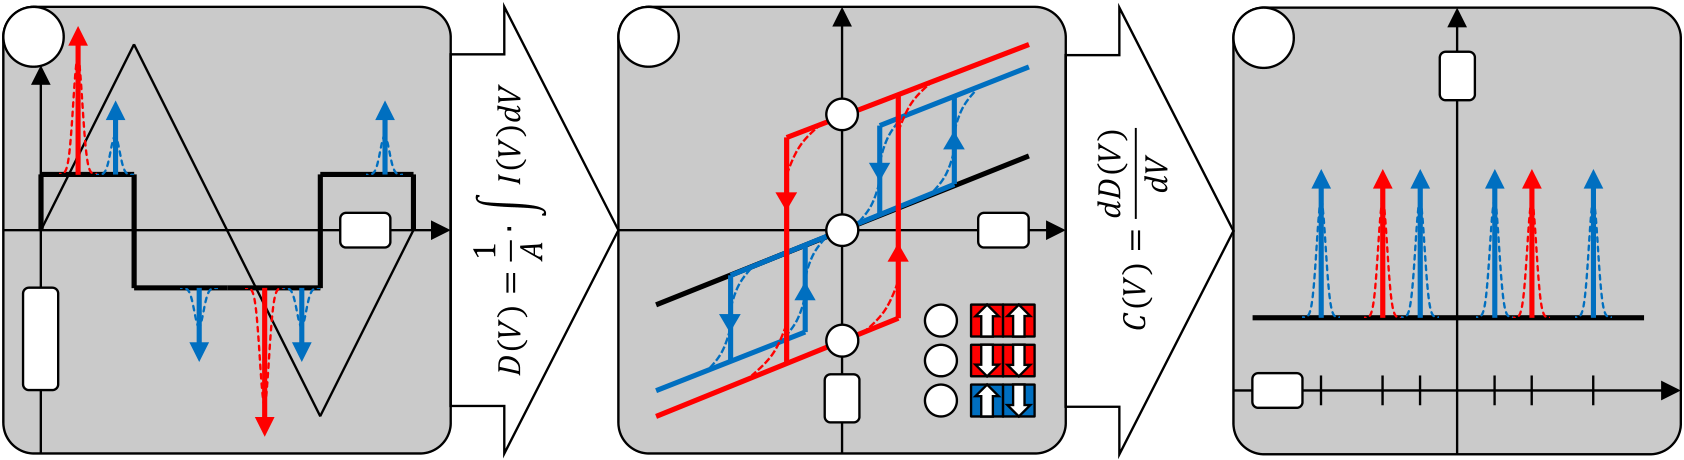 D(V) = 1/A · ∫ I(V)dV
C(V) = dD(V)/dV